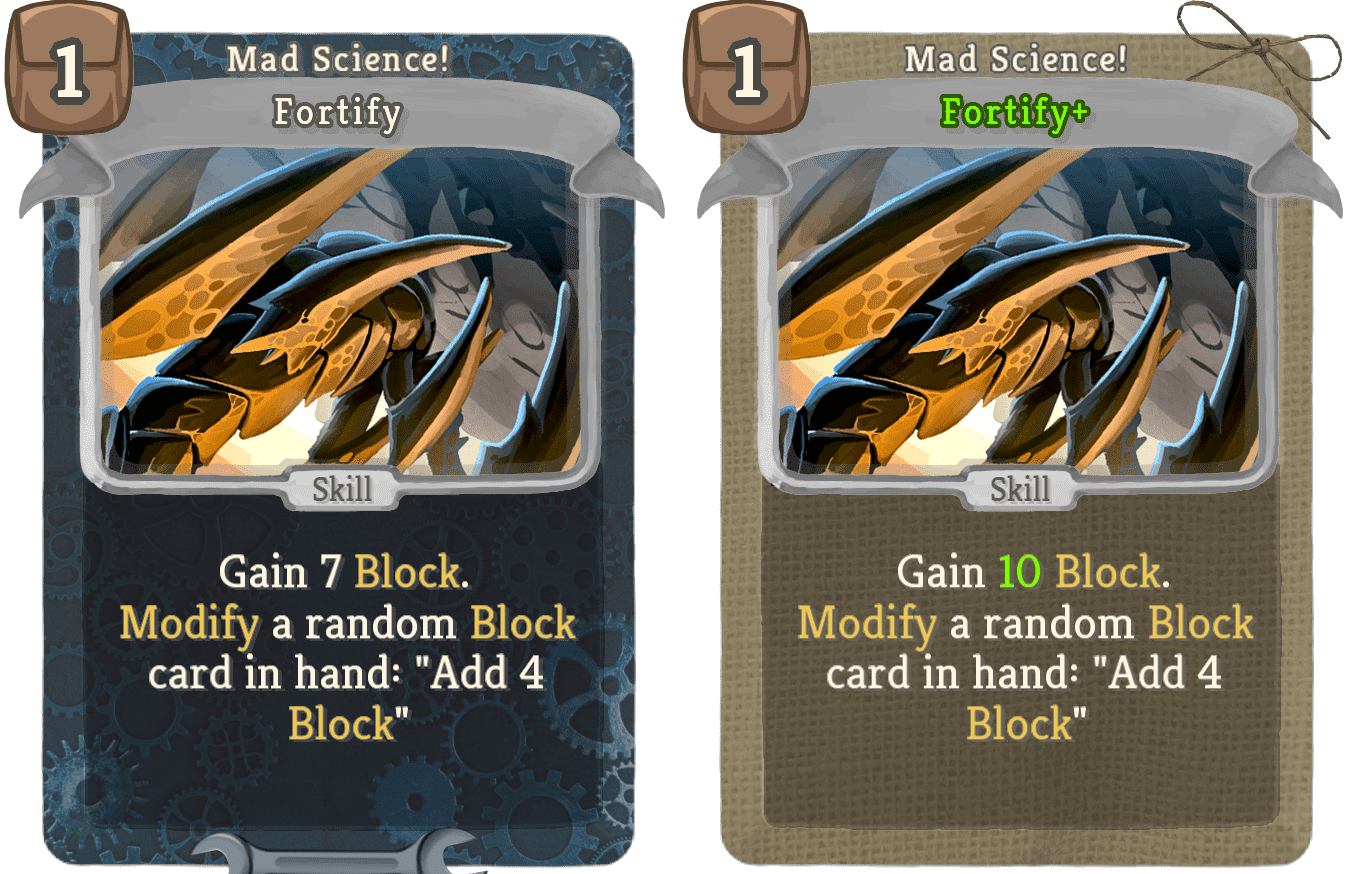 1
Mad Science!
Fortify
Skill
Gain 7 Block.
Modify a random Block
card in hand: "Add 4
Block"
1
Mad Science!
Fortify+
Skill
Gain 10 Block.
Modify a random Block
card in hand: "Add 4
Block"